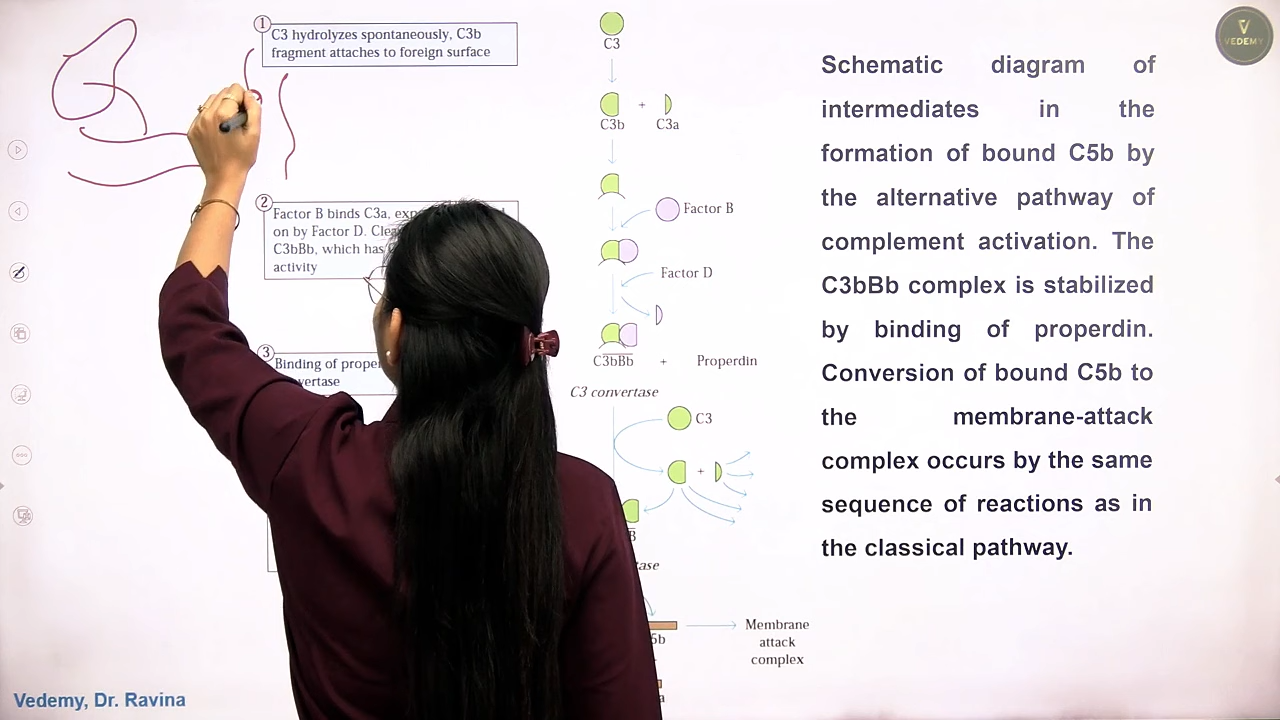 1
C3 hydrolyzes spontaneously, C3b
fragment attaches to foreign surface
2
Factor B binds C3a,
on by Factor D.
C3bBb, which has
activity
3
Binding of
C3
C3b + C3a
Factor B
Factor D
C3bBb + Properdin
C3 convertase
C3
+
Membrane
attack
complex
5b
Schematic diagram of
intermediates in the
formation of bound C5b by
the alternative pathway of
complement activation. The
C3bBb complex is stabilized
by binding of properdin.
Conversion of bound C5b to
the membrane-attack
complex occurs by the same
sequence of reactions as in
the classical pathway.
VEDEMY
Vedemy, Dr. Ravina